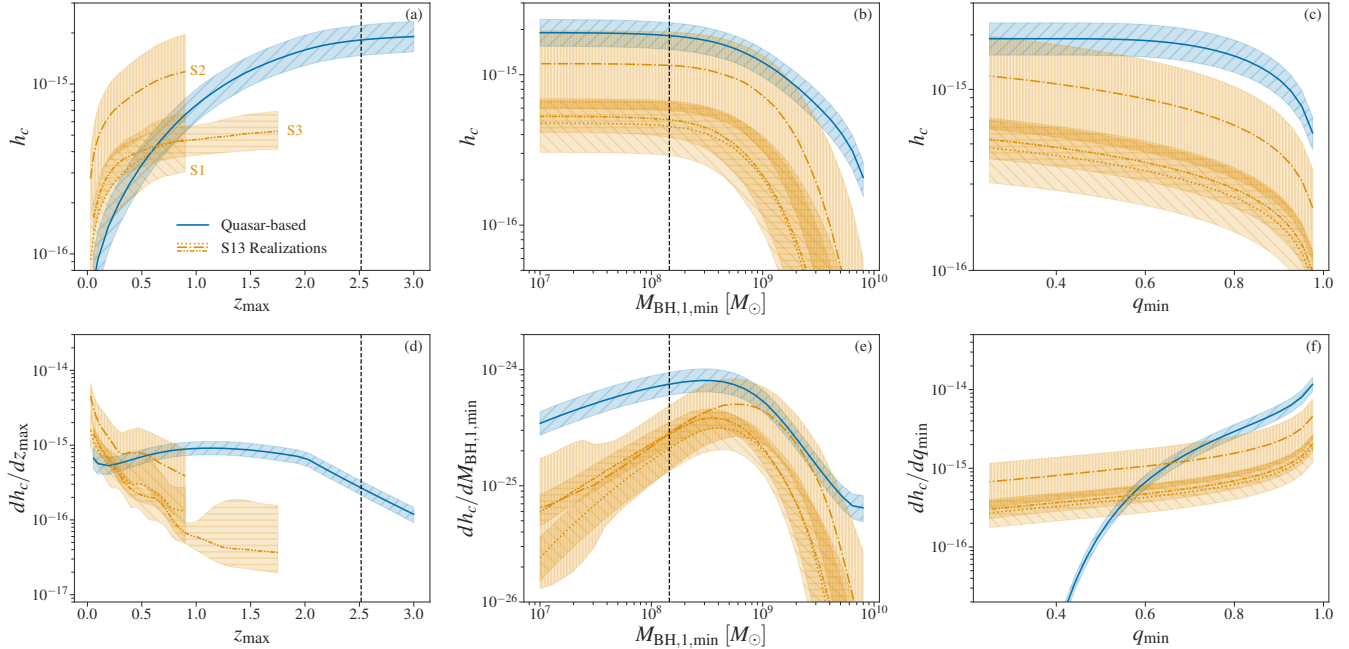 (a)
(b)
(c)
h_c
10^{-15}
10^{-16}
S2
S3
S1
Quasar-based
S13 Realizations
0.0 0.5 1.0 1.5 2.0 2.5 3.0
z_max
h_c
10^{-15}
10^{-16}
10^7 10^8 10^9 10^{10}
M_{BH,1,min} [M_⊙]
h_c
10^{-15}
10^{-16}
0.4 0.6 0.8 1.0
q_min
(d)
(e)
(f)
dh_c/dz_max
10^{-14}
10^{-15}
10^{-16}
10^{-17}
0.0 0.5 1.0 1.5 2.0 2.5 3.0
z_max
dh_c/dM_{BH,1,min}
10^{-24}
10^{-25}
10^{-26}
10^7 10^8 10^9 10^{10}
M_{BH,1,min} [M_⊙]
dh_c/dq_min
10^{-14}
10^{-15}
10^{-16}
0.4 0.6 0.8 1.0
q_min